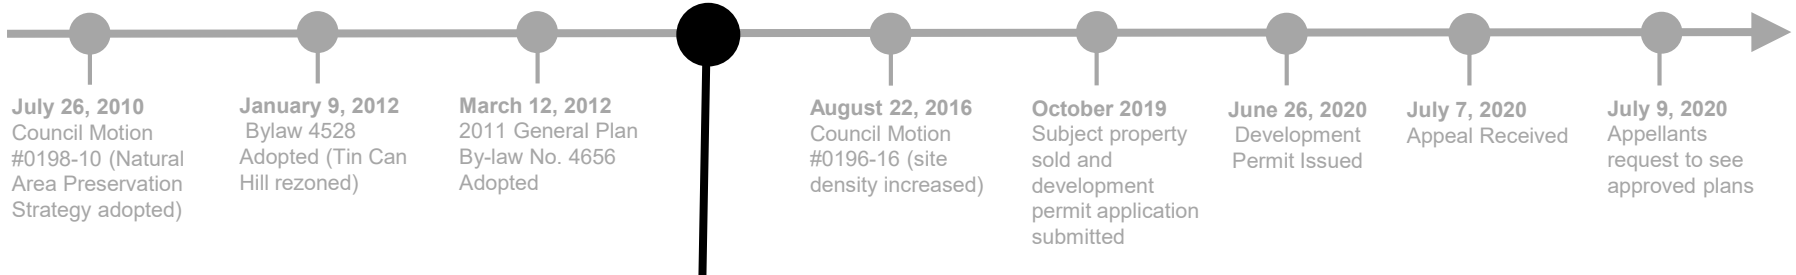 July 26, 2010
Council Motion
#0198-10 (Natural
Area Preservation
Strategy adopted)
January 9, 2012
Bylaw 4528
Adopted (Tin Can
Hill rezoned)
March 12, 2012
2011 General Plan
By-law No. 4656
Adopted
August 22, 2016
Council Motion
#0196-16 (site
density increased)
October 2019
Subject property
sold and
development
permit application
submitted
June 26, 2020
Development
Permit Issued
July 7, 2020
Appeal Received
July 9, 2020
Appellants
request to see
approved plans